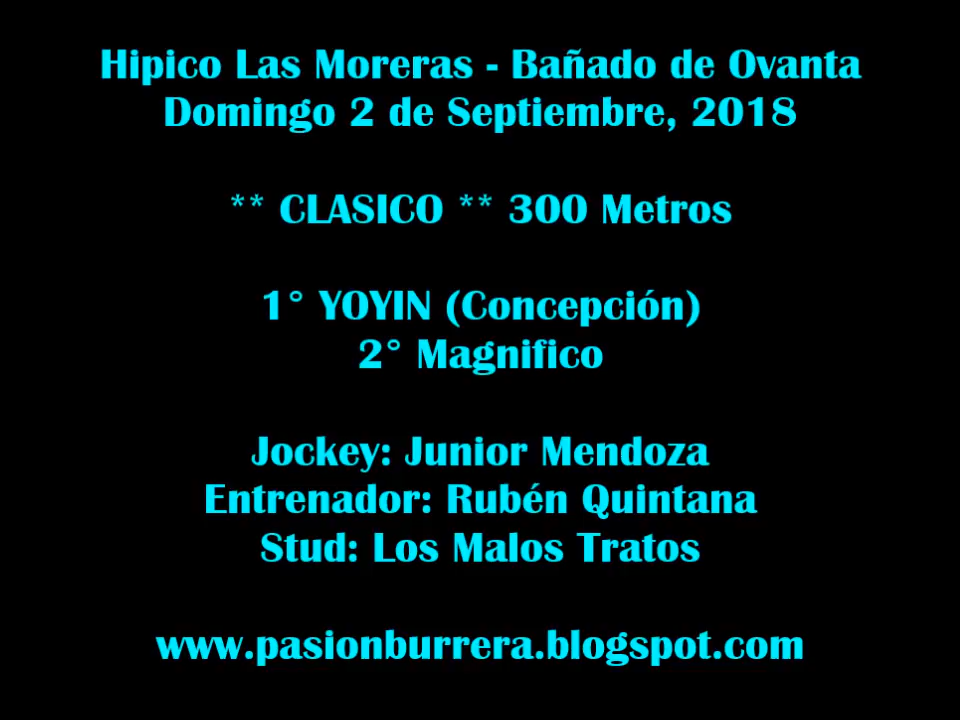 Hipico Las Moreras - Bañado de Ovanta
Domingo 2 de Septiembre, 2018
** CLASICO ** 300 Metros
1° YOYIN (Concepción)
2° Magnifico
Jockey: Junior Mendoza
Entrenador: Rubén Quintana
Stud: Los Malos Tratos
www.pasionburrera.blogspot.com